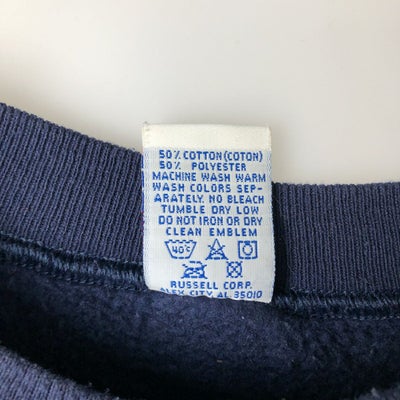 50% COTTON (COTON)
50% POLYESTER
MACHINE WASH WARM
WASH COLORS SEP-
ARATELY. NO BLEACH
TUMBLE DRY LOW
DO NOT IRON OR DRY
CLEAN EMBLEM
40°C
RUSSELL CORP.
ALEX CITY, AL. 35010